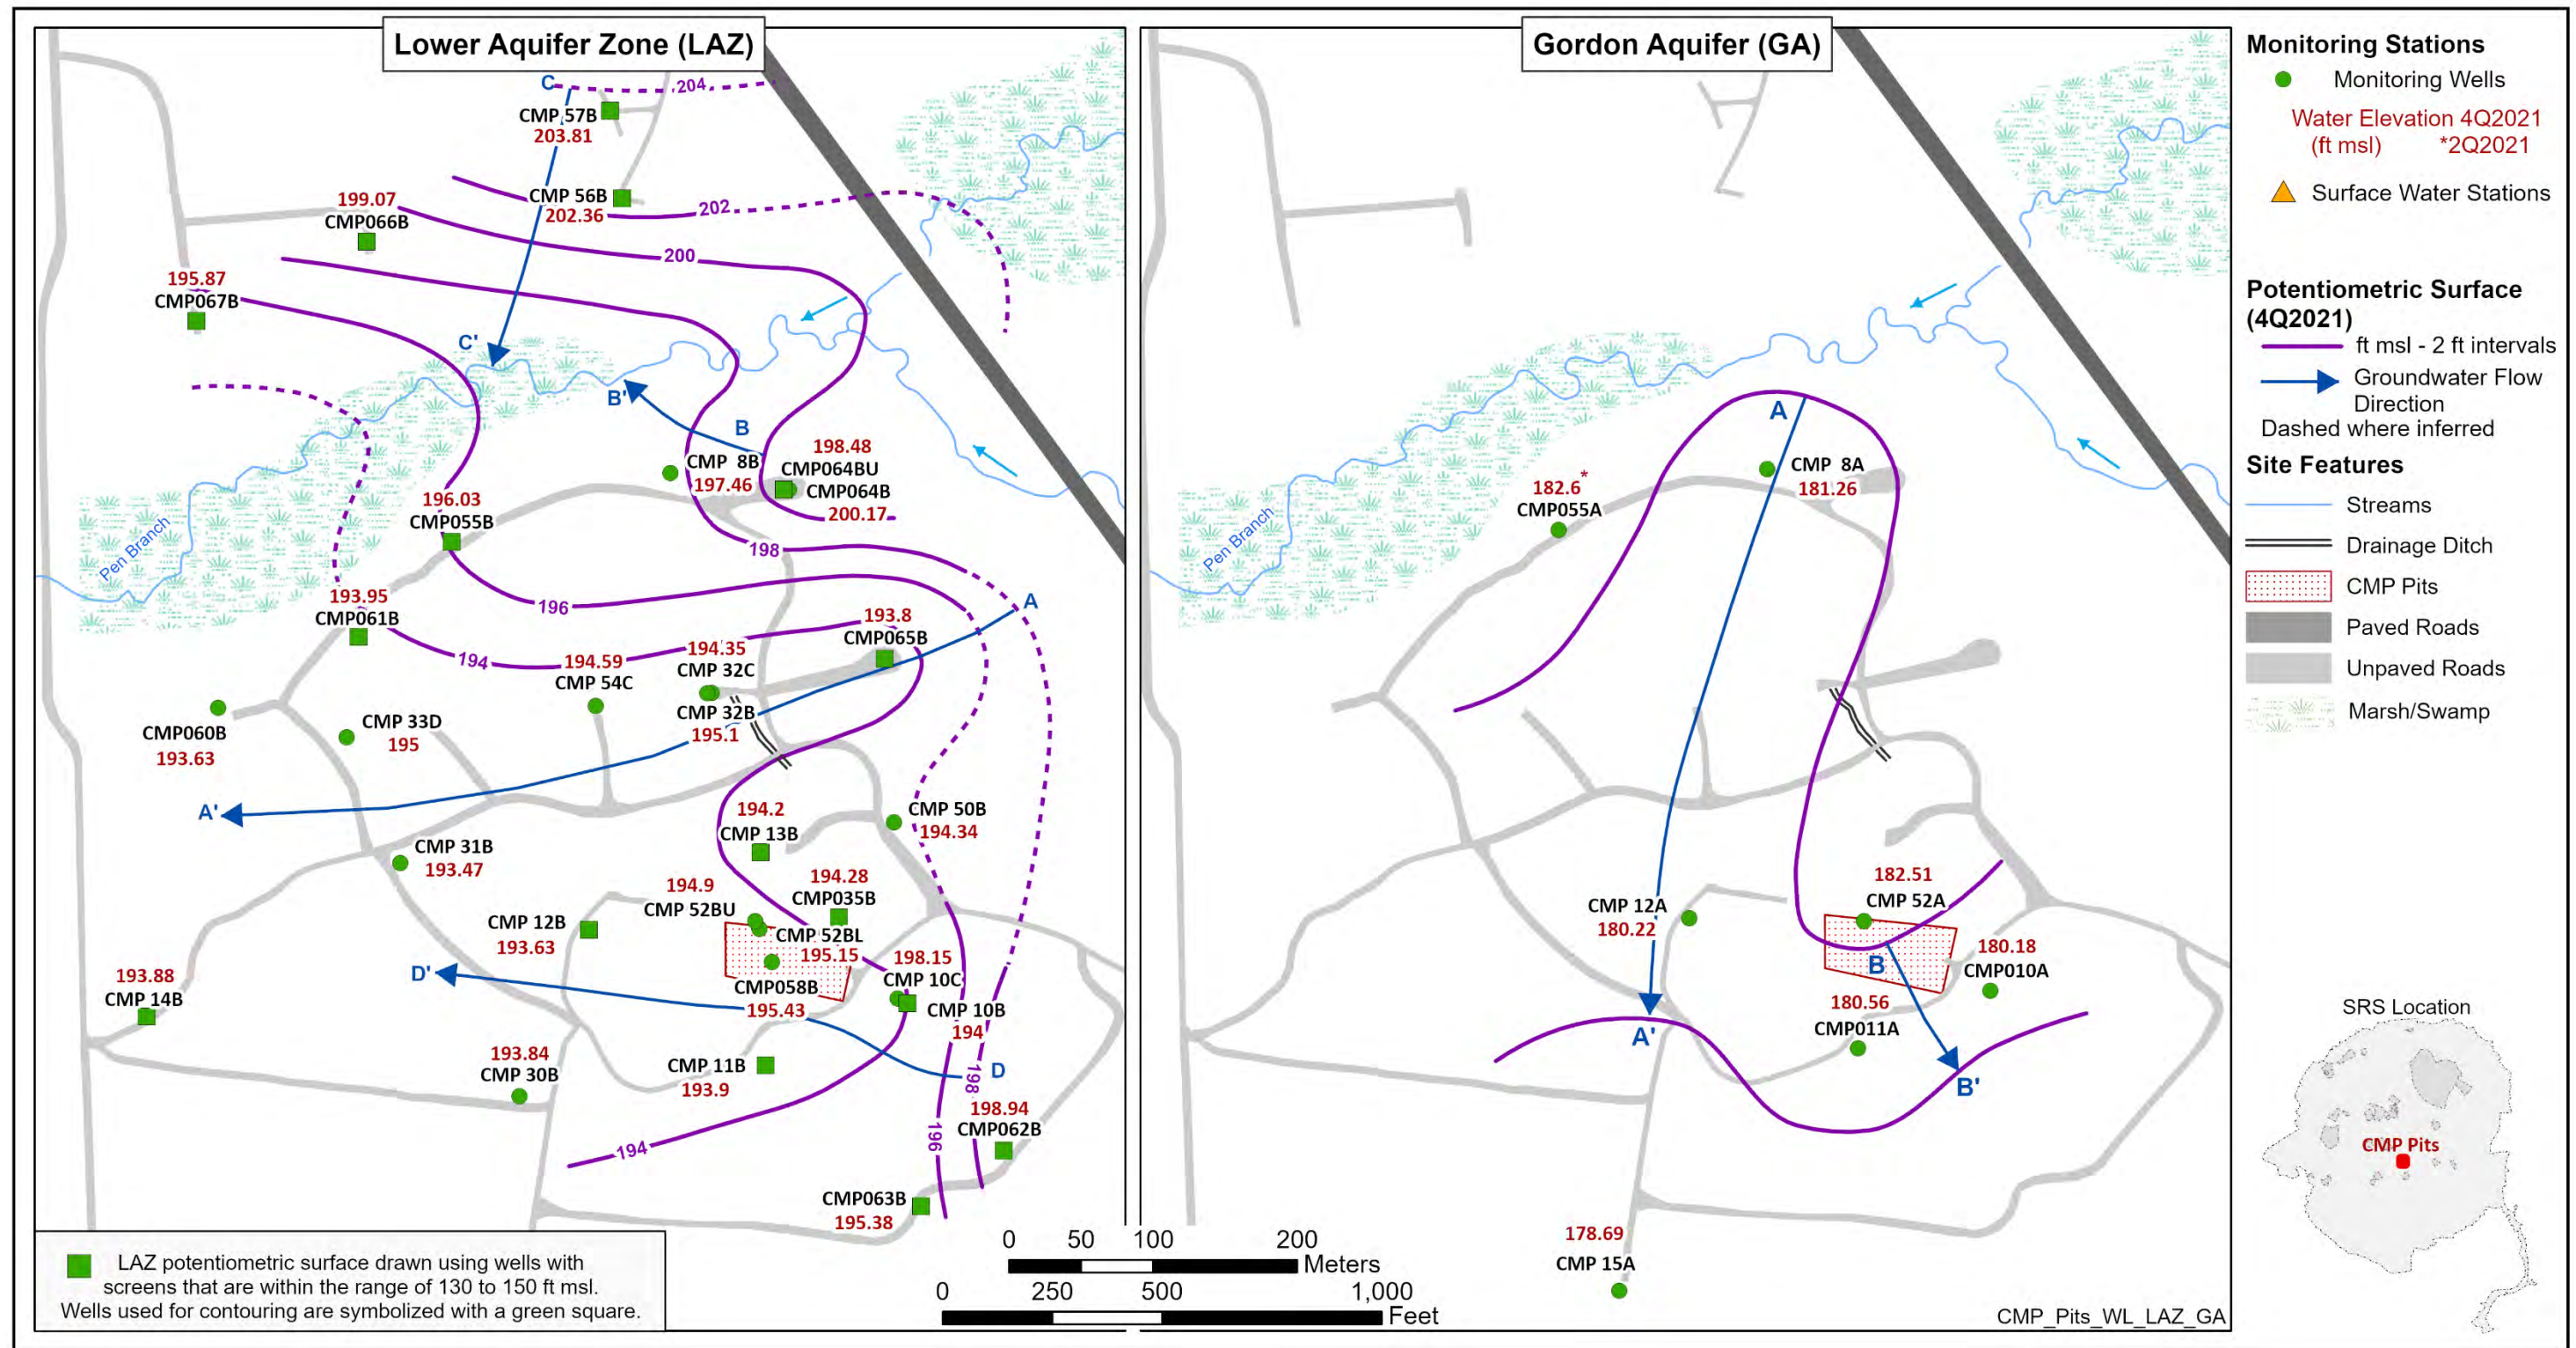 Lower Aquifer Zone (LAZ)
C
204
CMP 57B
203.81
CMP 56B
202.36
202
199.07
CMP066B
200
195.87
CMP067B
C'
B'
B
198.48
CMP064BU
CMP064B
200.17
CMP 8B
197.46
196.03
CMP055B
Pen Branch
198
196
A
193.95
CMP061B
193.8
CMP065B
194
194.59
CMP 54C
194.35
CMP 32C
CMP 32B
195.1
CMP060B
193.63
CMP 33D
195
A'
194.2
CMP 13B
CMP 50B
194.34
CMP 31B
193.47
194.9
CMP 52BU
194.28
CMP035B
CMP 12B
193.63
CMP 52BL
195.15
D'
CMP058B
195.43
198.15
CMP 10C
CMP 10B
194
193.88
CMP 14B
193.84
CMP 30B
CMP 11B
193.9
D
198
198.94
CMP062B
196
194
CMP063B
195.38
LAZ potentiometric surface drawn using wells with
screens that are within the range of 130 to 150 ft msl.
Wells used for contouring are symbolized with a green square.
0 50 100 200
Meters
0 250 500 1,000
Feet
Gordon Aquifer (GA)
A
CMP 8A
181.26
182.6*
CMP055A
Pen Branch
182.51
CMP 52A
CMP 12A
180.22
B
180.18
CMP010A
180.56
CMP011A
A'
B'
178.69
CMP 15A
CMP_Pits_WL_LAZ_GA
Monitoring Stations
Monitoring Wells
Water Elevation 4Q2021
(ft msl) *2Q2021
Surface Water Stations
Potentiometric Surface
(4Q2021)
ft msl - 2 ft intervals
Groundwater Flow
Direction
Dashed where inferred
Site Features
Streams
Drainage Ditch
CMP Pits
Paved Roads
Unpaved Roads
Marsh/Swamp
SRS Location
CMP Pits